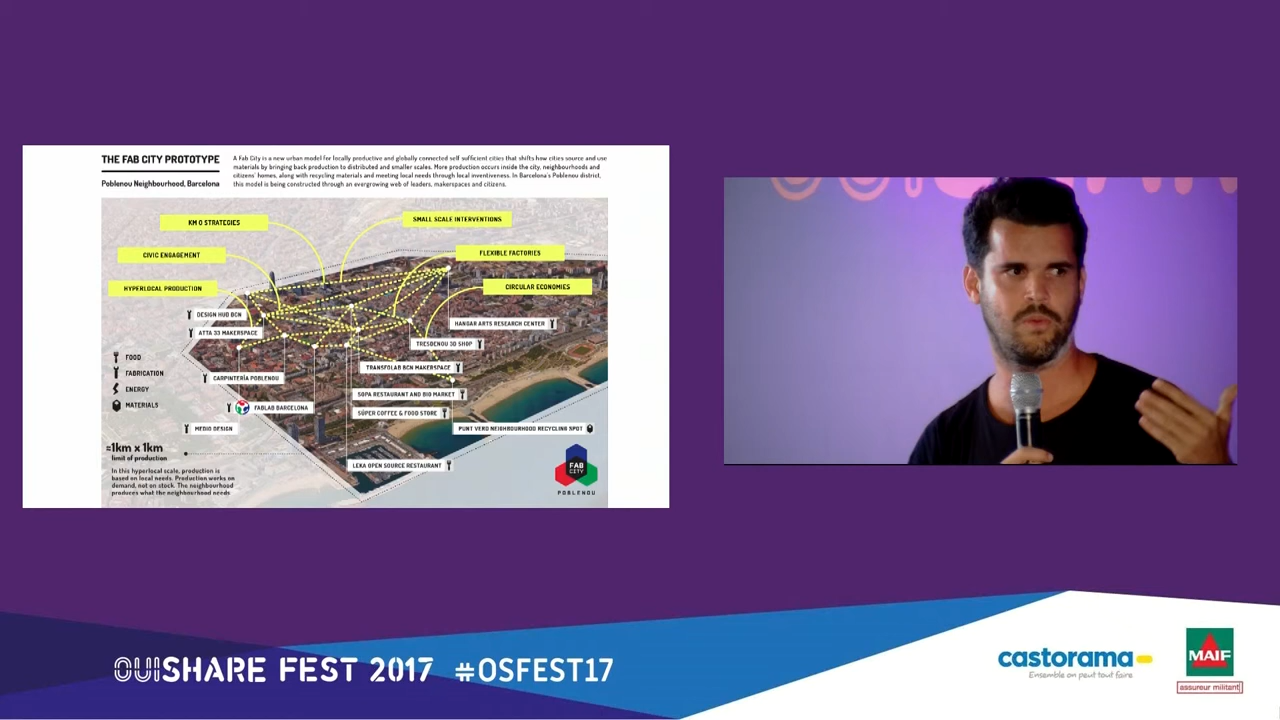 THE FAB CITY PROTOTYPE
Poblenou Neighbourhood, Barcelona
A Fab City is a new urban model for locally productive and globally connected self sufficient cities that shifts how cities source and use
materials by bringing back production to distributed and smaller scales. More production occurs inside the city, neighbourhoods and
citizens' homes, along with recycling materials and meeting local needs through local inventiveness. In Barcelona's Poblenou district,
this model is being constructed through an evergrowing web of leaders, makerspaces and citizens.
KM 0 STRATEGIES
SMALL SCALE INTERVENTIONS
CIVIC ENGAGEMENT
FLEXIBLE FACTORIES
HYPERLOCAL PRODUCTION
CIRCULAR ECONOMIES
DESIGN HUB BCN
HANGAR ARTS RESEARCH CENTER
ATTA 33 MAKERSPACE
TRESDENOU 3D SHOP
FOOD
TRANSFOLAB BCN MAKERSPACE
FABRICATION
CARPINTERÍA POBLENOU
ENERGY
SOPA RESTAURANT AND BIO MARKET
MATERIALS
FABLAB BARCELONA
SÚPER COFFEE & FOOD STORE
MEDIO DESIGN
PUNT VERD NEIGHBOURHOOD RECYCLING SPOT
≈1km x 1km
limit of production
LEKA OPEN SOURCE RESTAURANT
In this hyperlocal scale, production is
based on local needs. Production works on
demand, not on stock. The neighbourhood
produces what the neighbourhood needs
FAB
CITY
POBLENOU
OUISHARE FEST 2017 #OSFEST17
castorama
Ensemble on peut tout faire
MAIF
assureur militant